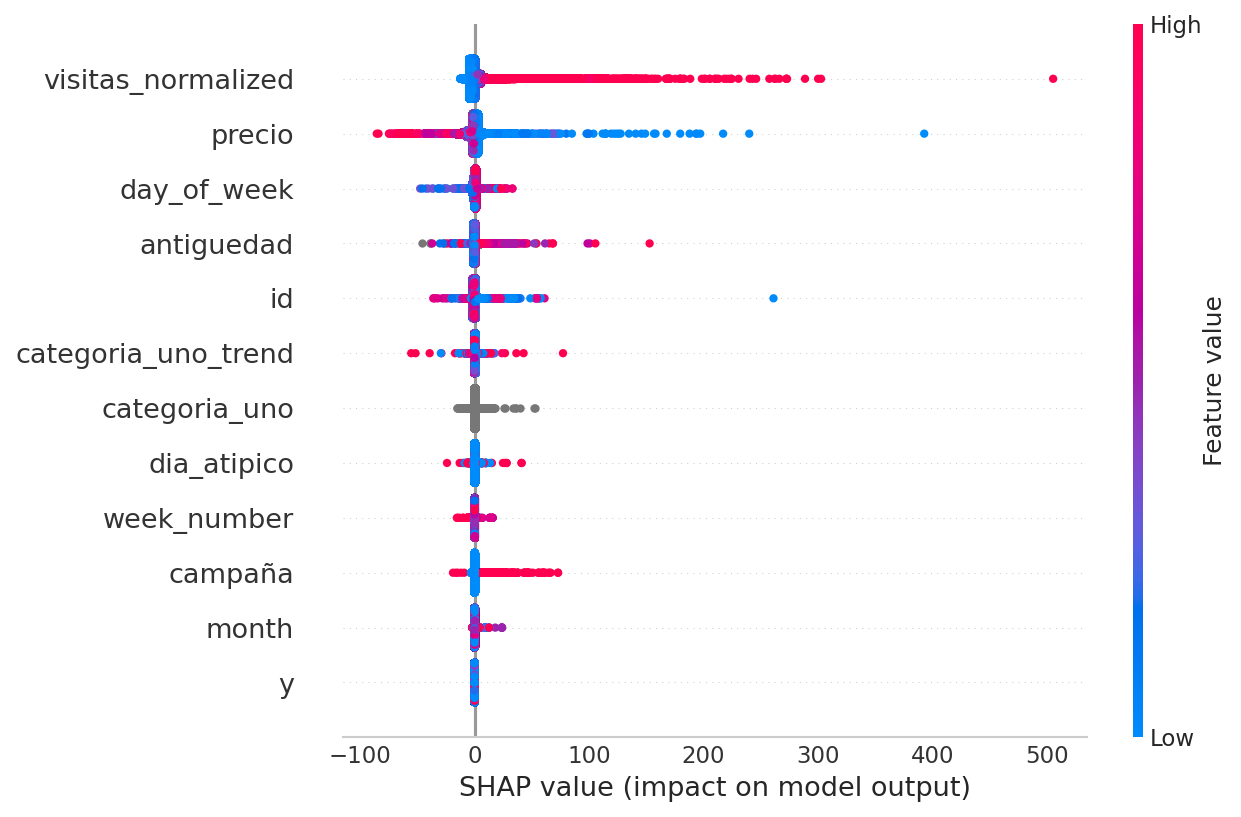 High
visitas_normalized
precio
day_of_week
antiguedad
id
categoria_uno_trend
categoria_uno
dia_atipico
week_number
campaña
month
y
Feature value
Low
−100 0 100 200 300 400 500
SHAP value (impact on model output)